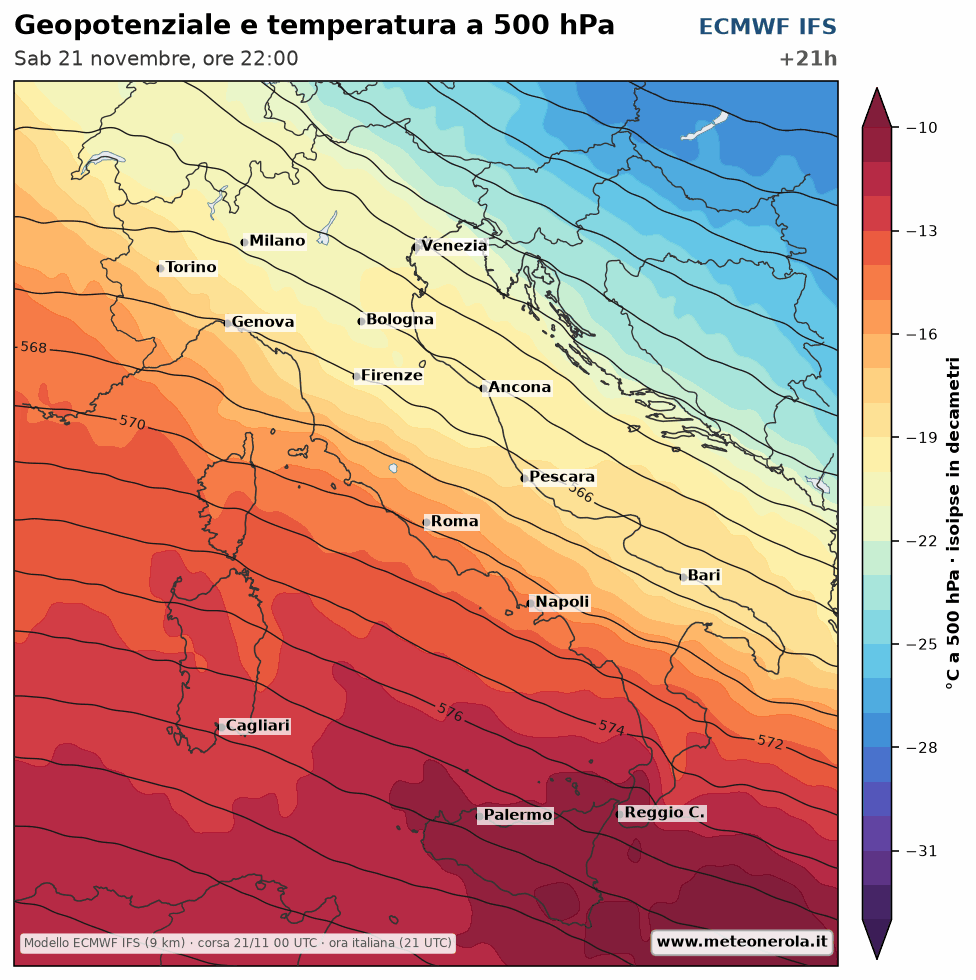 Geopotenziale e temperatura a 500 hPa
ECMWF IFS
Sab 21 novembre, ore 22:00
+21h
Milano
Venezia
Torino
Genova
Bologna
568
Firenze
Ancona
570
Pescara
566
Roma
Bari
Napoli
576
Cagliari
574
572
Palermo
Reggio C.
Modello ECMWF IFS (9 km) · corsa 21/11 00 UTC · ora italiana (21 UTC)
www.meteonerola.it
−10
−13
−16
−19
−22
−25
−28
−31
°C a 500 hPa · isoipse in decametri